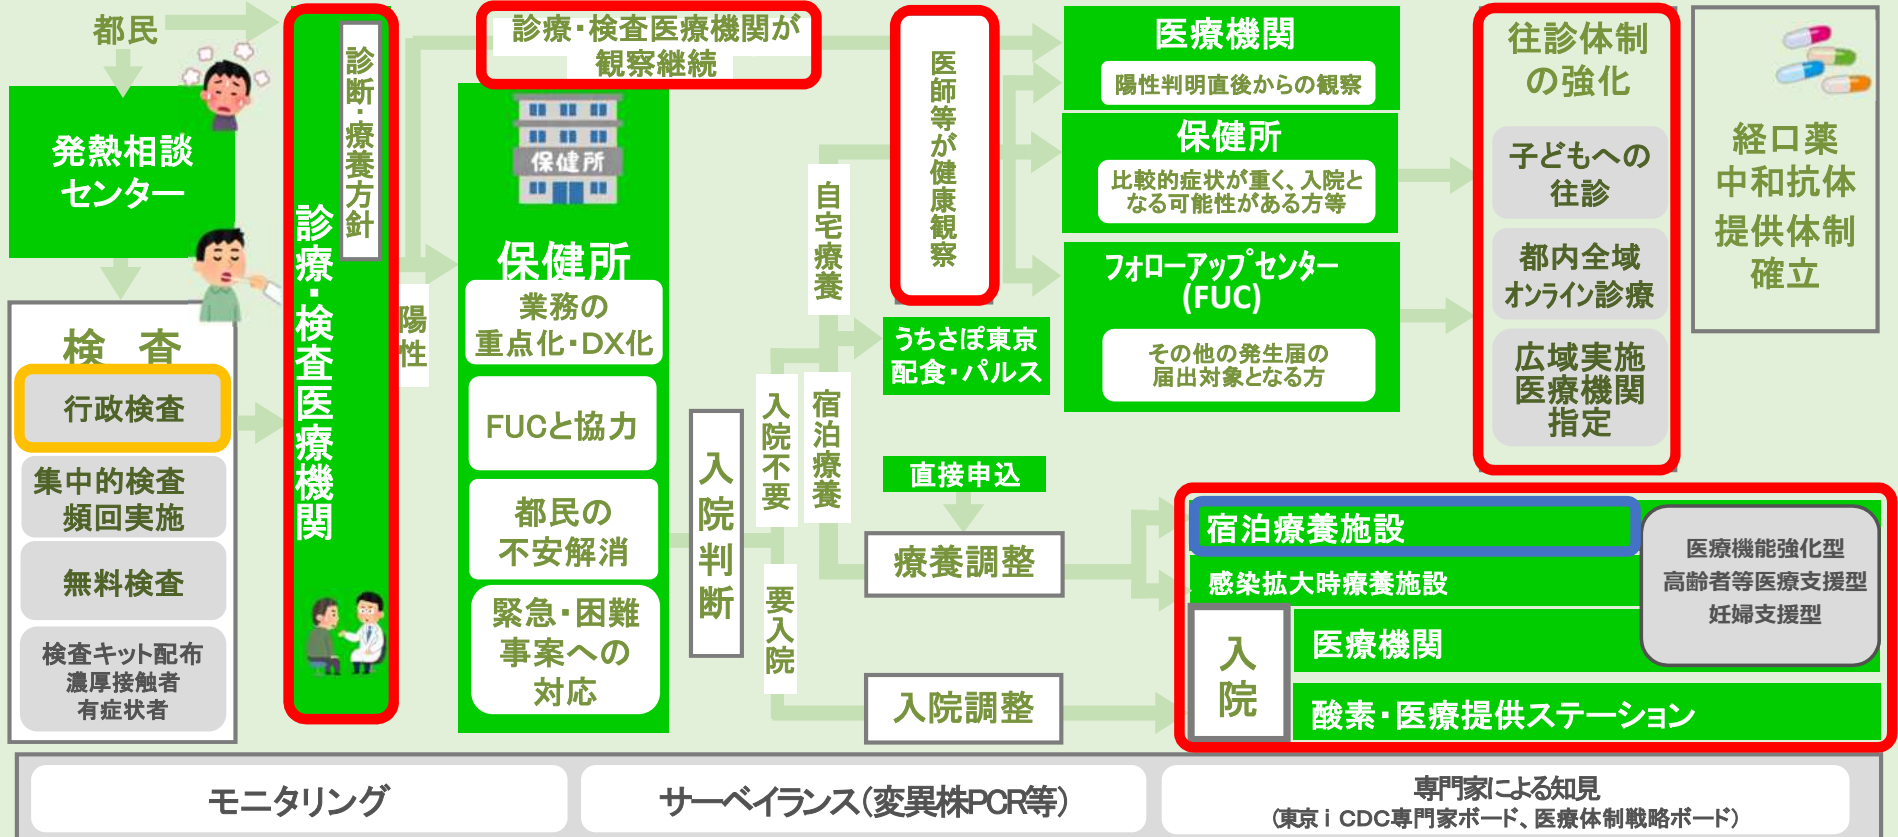 都民
発熱相談
センター
検　査
行政検査
集中的検査
頻回実施
無料検査
検査キット配布
濃厚接触者
有症状者
診断・療養方針
診療・検査医療機関
陽性
診療・検査医療機関が
観察継続
保健所
保健所
業務の
重点化・DX化
FUCと協力
都民の
不安解消
緊急・困難
事案への
対応
入院判断
入院不要
要入院
自宅療養
宿泊療養
医師等が健康観察
うちさぽ東京
配食・パルス
直接申込
療養調整
入院調整
医療機関
陽性判明直後からの観察
保健所
比較的症状が重く、入院と
なる可能性がある方等
フォローアップセンター
(FUC)
その他の発生届の
届出対象となる方
往診体制
の強化
子どもへの
往診
都内全域
オンライン診療
広域実施
医療機関
指定
経口薬
中和抗体
提供体制
確立
宿泊療養施設
感染拡大時療養施設
医療機能強化型
高齢者等医療支援型
妊婦支援型
入院
医療機関
酸素・医療提供ステーション
モニタリング
サーベイランス（変異株PCR等）
専門家による知見
（東京ｉCDC専門家ボード、医療体制戦略ボード）